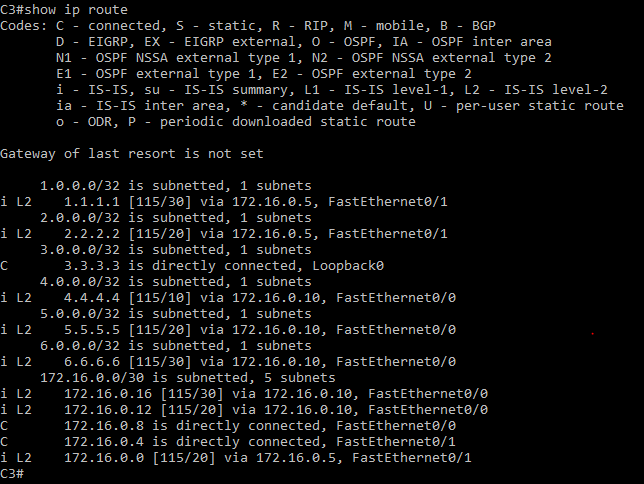 C3#show ip route
Codes: C - connected, S - static, R - RIP, M - mobile, B - BGP
D - EIGRP, EX - EIGRP external, O - OSPF, IA - OSPF inter area
N1 - OSPF NSSA external type 1, N2 - OSPF NSSA external type 2
E1 - OSPF external type 1, E2 - OSPF external type 2
i - IS-IS, su - IS-IS summary, L1 - IS-IS level-1, L2 - IS-IS level-2
ia - IS-IS inter area, * - candidate default, U - per-user static route
o - ODR, P - periodic downloaded static route
Gateway of last resort is not set
1.0.0.0/32 is subnetted, 1 subnets
i L2 1.1.1.1 [115/30] via 172.16.0.5, FastEthernet0/1
2.0.0.0/32 is subnetted, 1 subnets
i L2 2.2.2.2 [115/20] via 172.16.0.5, FastEthernet0/1
3.0.0.0/32 is subnetted, 1 subnets
C 3.3.3.3 is directly connected, Loopback0
4.0.0.0/32 is subnetted, 1 subnets
i L2 4.4.4.4 [115/10] via 172.16.0.10, FastEthernet0/0
5.0.0.0/32 is subnetted, 1 subnets
i L2 5.5.5.5 [115/20] via 172.16.0.10, FastEthernet0/0
6.0.0.0/32 is subnetted, 1 subnets
i L2 6.6.6.6 [115/30] via 172.16.0.10, FastEthernet0/0
172.16.0.0/30 is subnetted, 5 subnets
i L2 172.16.0.16 [115/30] via 172.16.0.10, FastEthernet0/0
i L2 172.16.0.12 [115/20] via 172.16.0.10, FastEthernet0/0
C 172.16.0.8 is directly connected, FastEthernet0/0
C 172.16.0.4 is directly connected, FastEthernet0/1
i L2 172.16.0.0 [115/20] via 172.16.0.5, FastEthernet0/1
C3#